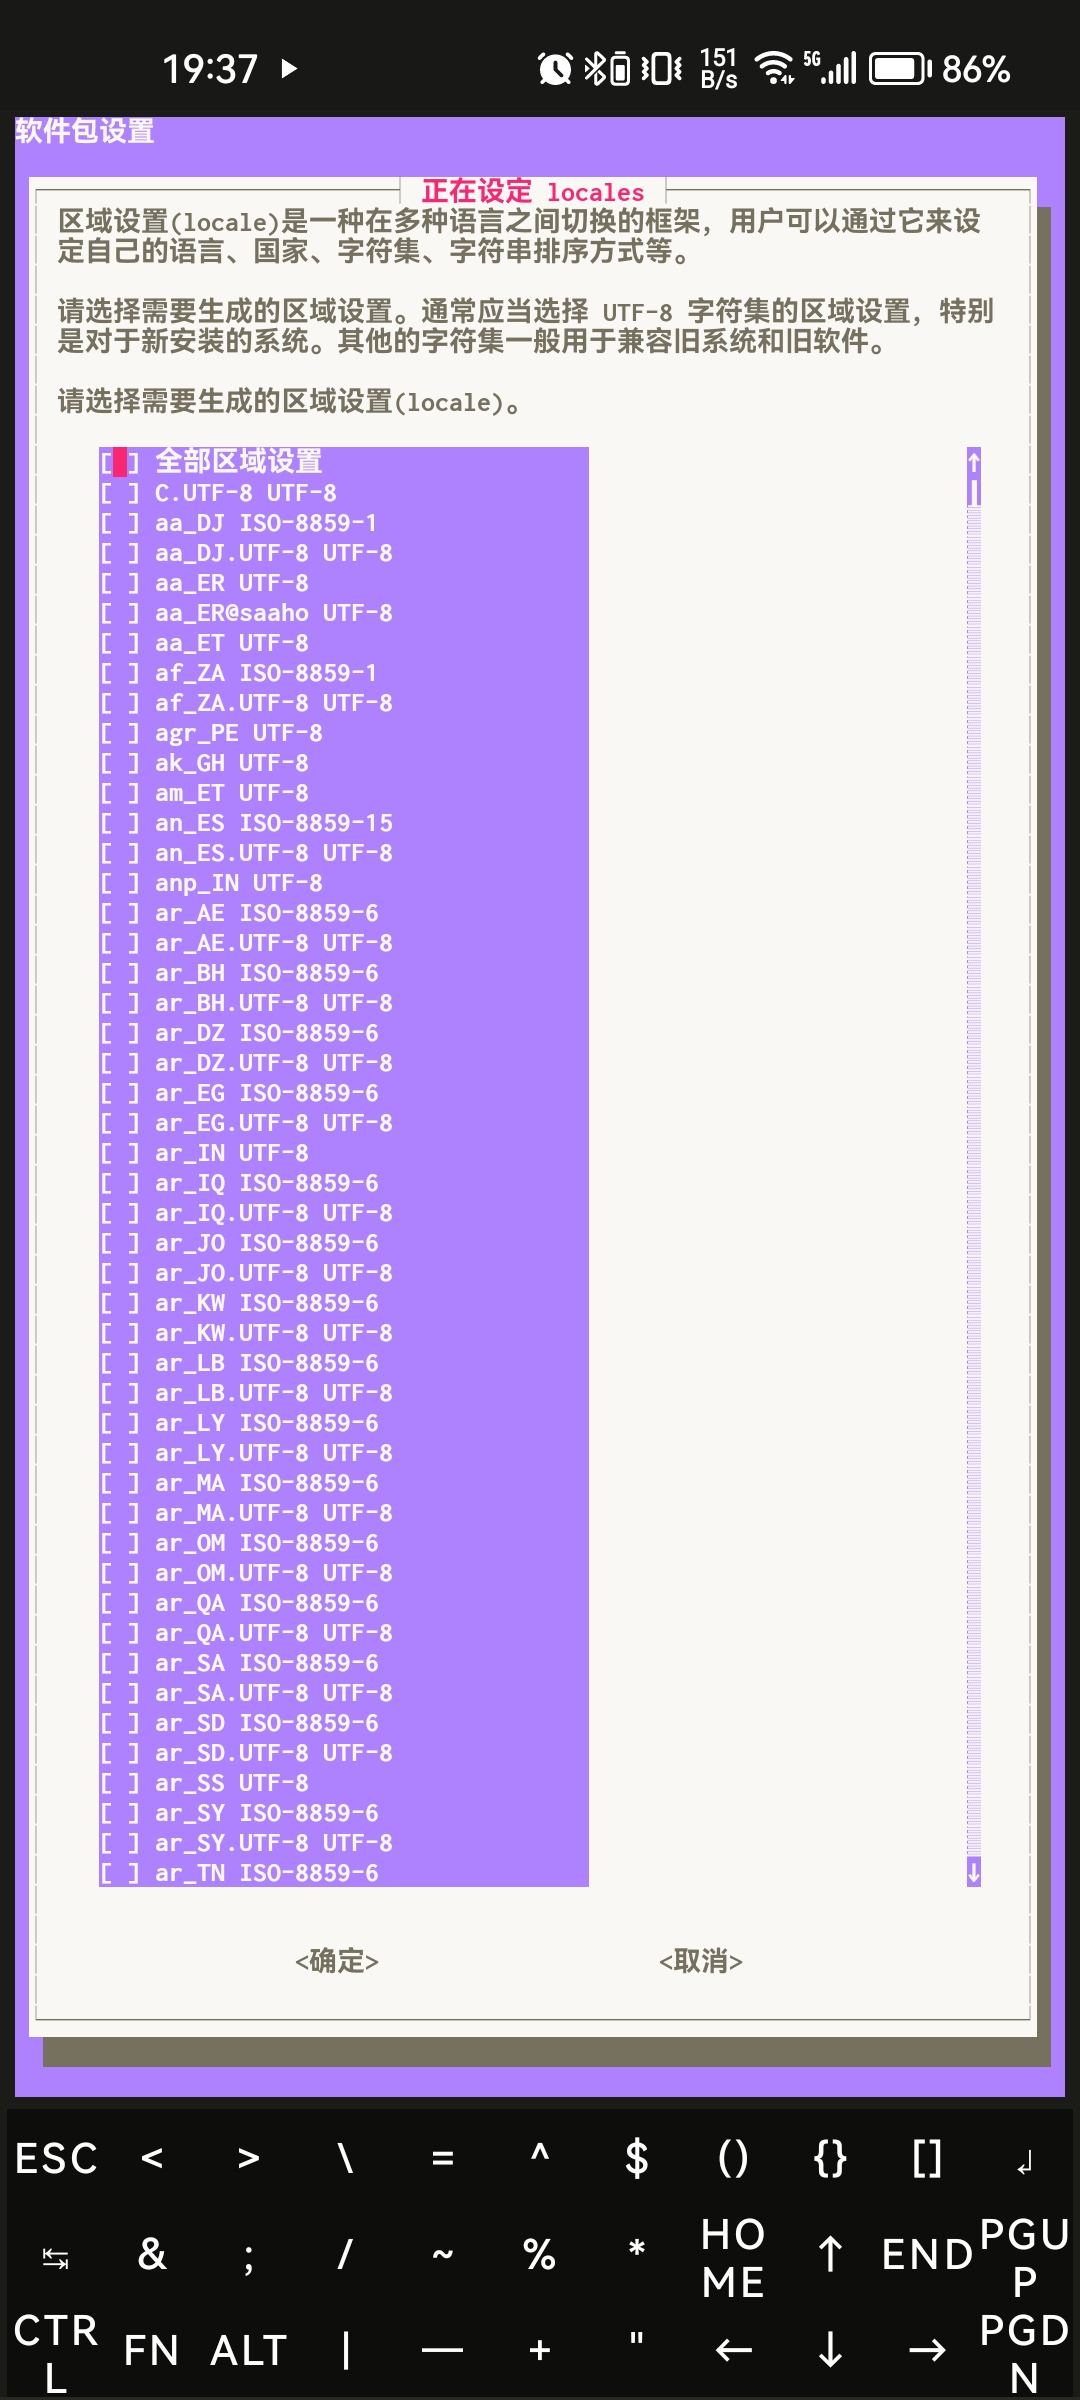 19:37
151 B/s
5G
86%
软件包设置
正在设定 locales
区域设置(locale)是一种在多种语言之间切换的框架，用户可以通过它来设
定自己的语言、国家、字符集、字符串排序方式等。
请选择需要生成的区域设置。通常应当选择 UTF-8 字符集的区域设置，特别
是对于新安装的系统。其他的字符集一般用于兼容旧系统和旧软件。
请选择需要生成的区域设置(locale)。
[ ] 全部区域设置
[ ] C.UTF-8 UTF-8
[ ] aa_DJ ISO-8859-1
[ ] aa_DJ.UTF-8 UTF-8
[ ] aa_ER UTF-8
[ ] aa_ER@saaho UTF-8
[ ] aa_ET UTF-8
[ ] af_ZA ISO-8859-1
[ ] af_ZA.UTF-8 UTF-8
[ ] agr_PE UTF-8
[ ] ak_GH UTF-8
[ ] am_ET UTF-8
[ ] an_ES ISO-8859-15
[ ] an_ES.UTF-8 UTF-8
[ ] anp_IN UTF-8
[ ] ar_AE ISO-8859-6
[ ] ar_AE.UTF-8 UTF-8
[ ] ar_BH ISO-8859-6
[ ] ar_BH.UTF-8 UTF-8
[ ] ar_DZ ISO-8859-6
[ ] ar_DZ.UTF-8 UTF-8
[ ] ar_EG ISO-8859-6
[ ] ar_EG.UTF-8 UTF-8
[ ] ar_IN UTF-8
[ ] ar_IQ ISO-8859-6
[ ] ar_IQ.UTF-8 UTF-8
[ ] ar_JO ISO-8859-6
[ ] ar_JO.UTF-8 UTF-8
[ ] ar_KW ISO-8859-6
[ ] ar_KW.UTF-8 UTF-8
[ ] ar_LB ISO-8859-6
[ ] ar_LB.UTF-8 UTF-8
[ ] ar_LY ISO-8859-6
[ ] ar_LY.UTF-8 UTF-8
[ ] ar_MA ISO-8859-6
[ ] ar_MA.UTF-8 UTF-8
[ ] ar_OM ISO-8859-6
[ ] ar_OM.UTF-8 UTF-8
[ ] ar_QA ISO-8859-6
[ ] ar_QA.UTF-8 UTF-8
[ ] ar_SA ISO-8859-6
[ ] ar_SA.UTF-8 UTF-8
[ ] ar_SD ISO-8859-6
[ ] ar_SD.UTF-8 UTF-8
[ ] ar_SS UTF-8
[ ] ar_SY ISO-8859-6
[ ] ar_SY.UTF-8 UTF-8
[ ] ar_TN ISO-8859-6
<确定> <取消>
ESC < > \ = ^ $ () {} [] ↲
↹ & ; / ~ % * HOME ↑ END PGUP
CTRL FN ALT | — + " ← ↓ → PGDN